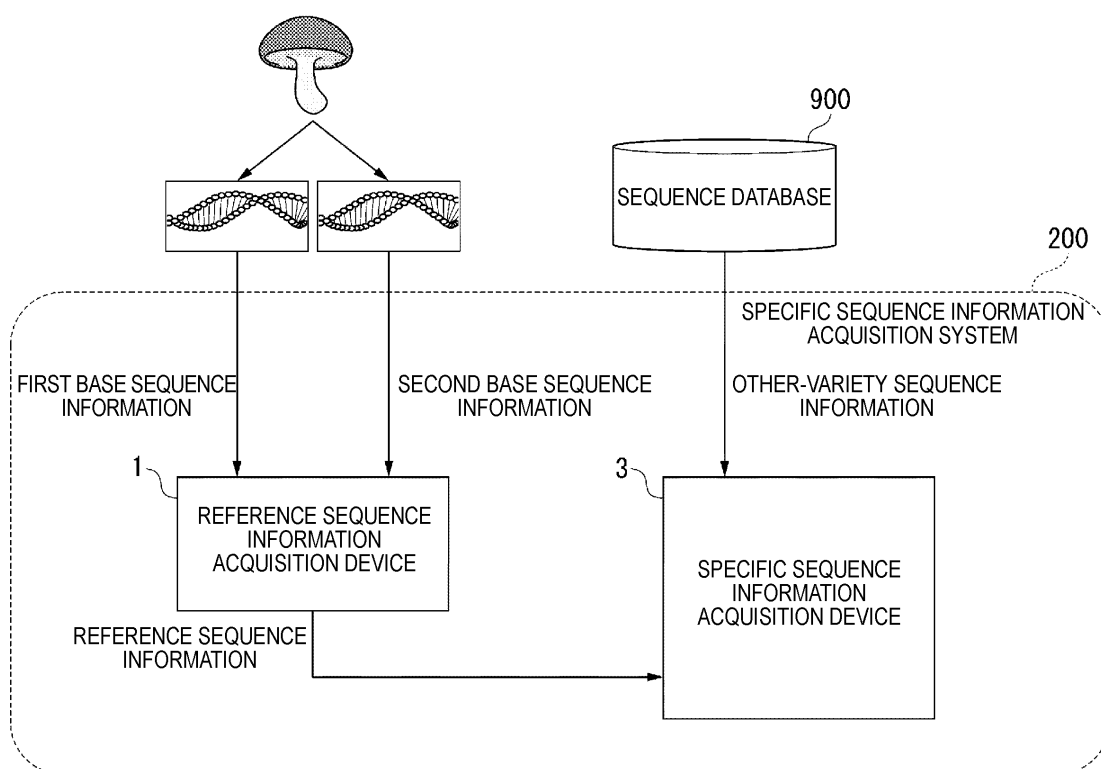 900
SEQUENCE DATABASE
200
SPECIFIC SEQUENCE INFORMATION
ACQUISITION SYSTEM
FIRST BASE SEQUENCE
INFORMATION
SECOND BASE SEQUENCE
INFORMATION
OTHER-VARIETY SEQUENCE
INFORMATION
1
REFERENCE SEQUENCE
INFORMATION
ACQUISITION DEVICE
3
SPECIFIC SEQUENCE
INFORMATION
ACQUISITION DEVICE
REFERENCE SEQUENCE
INFORMATION